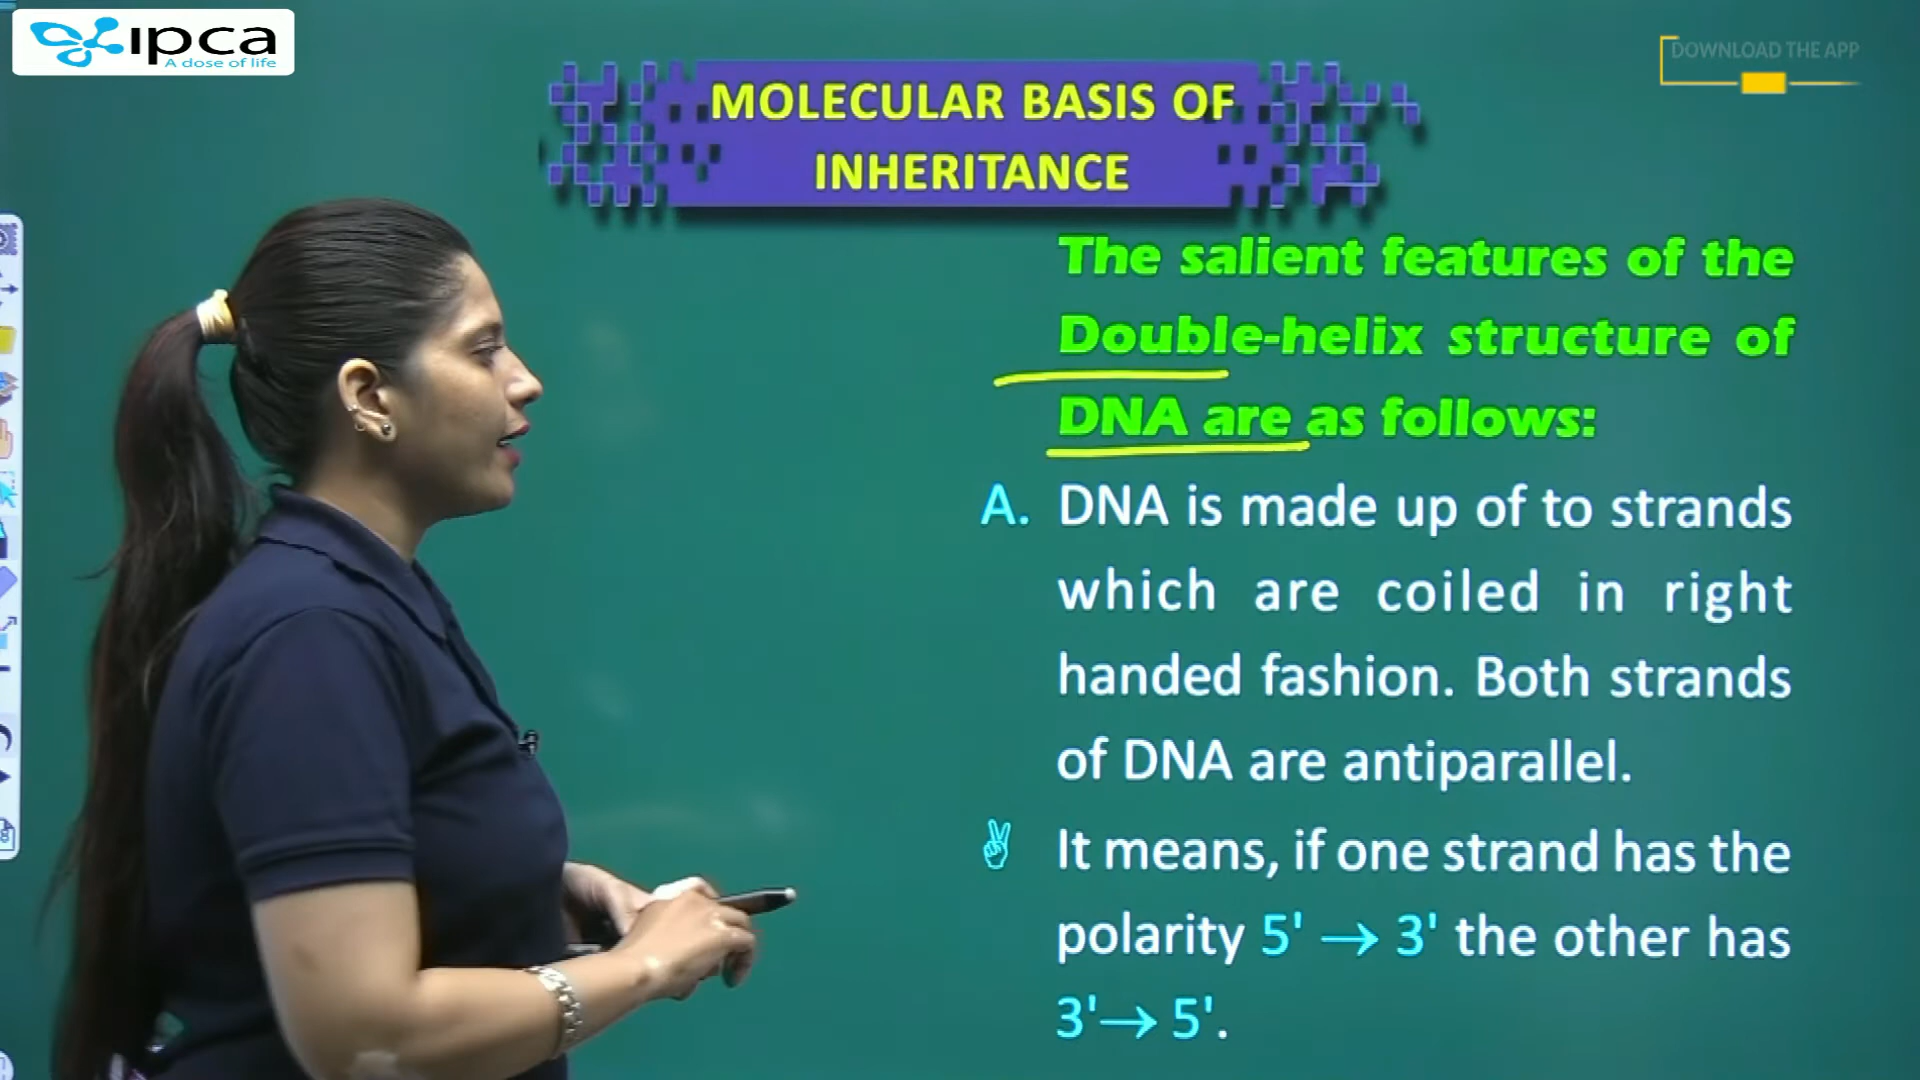 ipca
A dose of life
DOWNLOAD THE APP
MOLECULAR BASIS OF
INHERITANCE
The salient features of the
Double-helix structure of
DNA are as follows:
A. DNA is made up of to strands
which are coiled in right
handed fashion. Both strands
of DNA are antiparallel.
✌ It means, if one strand has the
polarity 5' → 3' the other has
3'→ 5'.